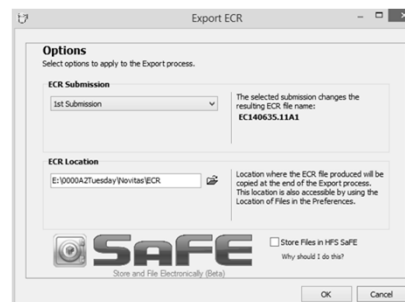 Export ECR
Options
Select options to apply to the Export process.
ECR Submission
1st Submission
The selected submission changes the
resulting ECR file name:
EC140635.11A1
ECR Location
E:\0000A2Tuesday\Novitas\ECR
Location where the ECR file produced will be
copied at the end of the Export process.
This location is also accessible by using the
Location of Files in the Preferences.
SAFE
Store and File Electronically (Beta)
Store Files in HFS SaFE
Why should I do this?
OK
Cancel